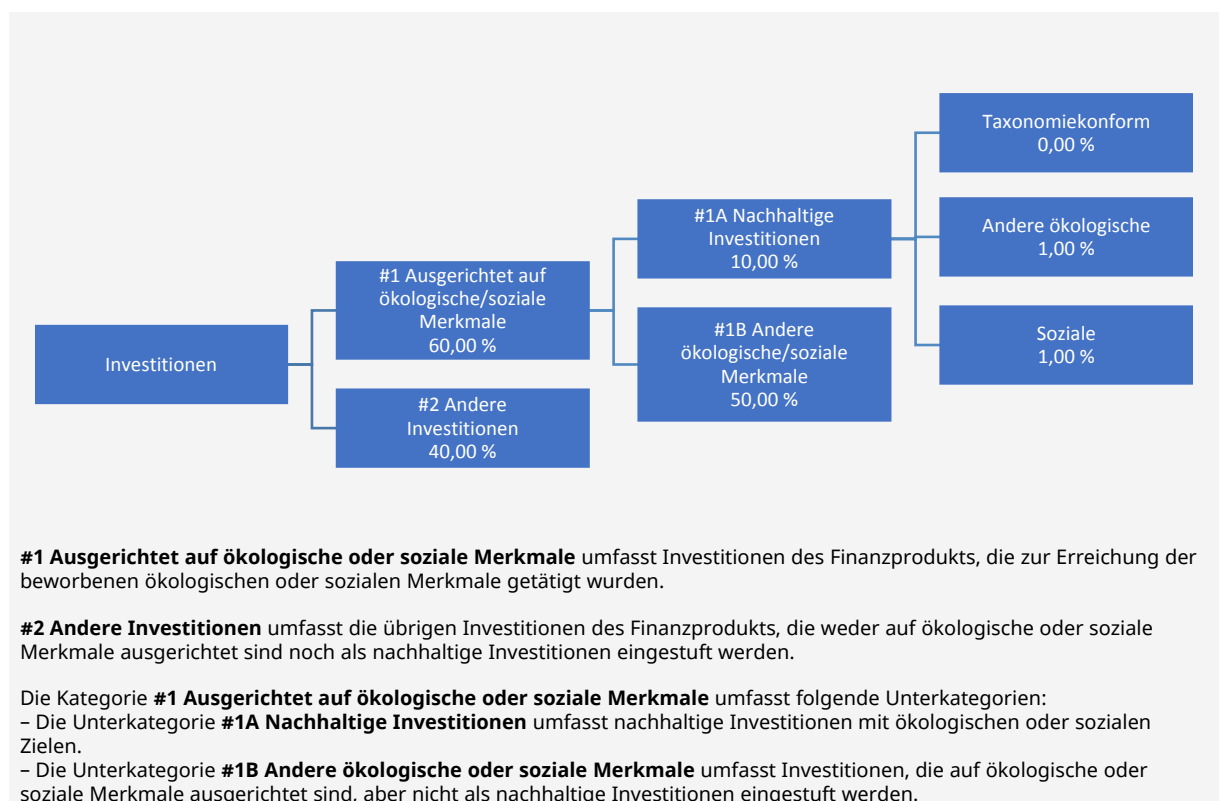 Investitionen
#1 Ausgerichtet auf
ökologische/soziale
Merkmale
60,00 %
#2 Andere
Investitionen
40,00 %
#1A Nachhaltige
Investitionen
10,00 %
#1B Andere
ökologische/soziale
Merkmale
50,00 %
Taxonomiekonform
0,00 %
Andere ökologische
1,00 %
Soziale
1,00 %
#1 Ausgerichtet auf ökologische oder soziale Merkmale umfasst Investitionen des Finanzprodukts, die zur Erreichung der
beworbenen ökologischen oder sozialen Merkmale getätigt wurden.
#2 Andere Investitionen umfasst die übrigen Investitionen des Finanzprodukts, die weder auf ökologische oder soziale
Merkmale ausgerichtet sind noch als nachhaltige Investitionen eingestuft werden.
Die Kategorie #1 Ausgerichtet auf ökologische oder soziale Merkmale umfasst folgende Unterkategorien:
– Die Unterkategorie #1A Nachhaltige Investitionen umfasst nachhaltige Investitionen mit ökologischen oder sozialen
Zielen.
– Die Unterkategorie #1B Andere ökologische oder soziale Merkmale umfasst Investitionen, die auf ökologische oder
soziale Merkmale ausgerichtet sind, aber nicht als nachhaltige Investitionen eingestuft werden.